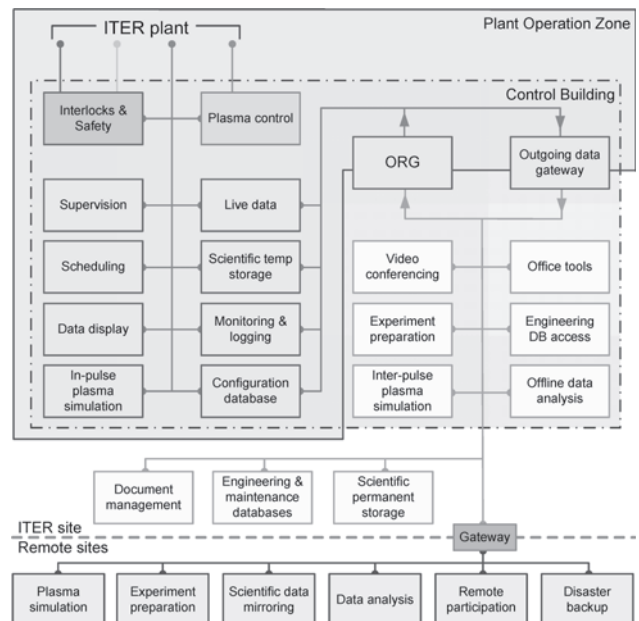 ITER plant
Plant Operation Zone
Control Building
Interlocks &
Safety
Plasma control
ORG
Outgoing data
gateway
Supervision
Live data
Scheduling
Scientific temp
storage
Video
conferencing
Office tools
Data display
Monitoring &
logging
Experiment
preparation
Engineering
DB access
In-pulse
plasma
simulation
Configuration
database
Inter-pulse
plasma
simulation
Offline data
analysis
Document
management
Engineering &
maintenance
databases
Scientific
permanent
storage
ITER site
Gateway
Remote sites
Plasma
simulation
Experiment
preparation
Scientific data
mirroring
Data analysis
Remote
participation
Disaster
backup